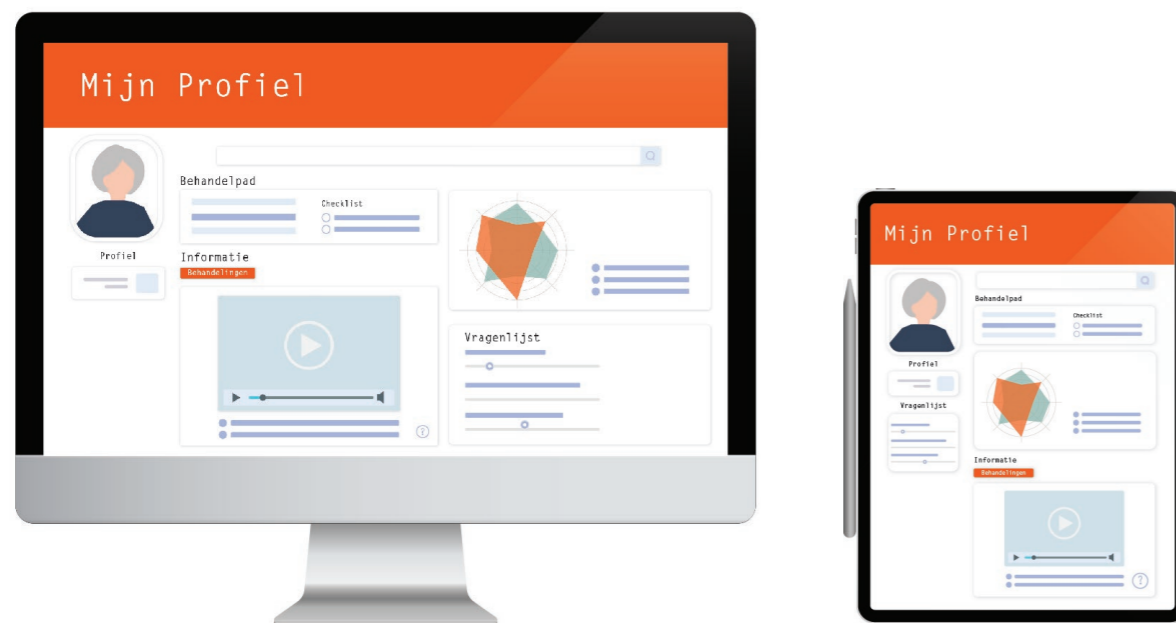 Mijn Profiel
Behandelpad
Checklist
Profiel
Informatie
Behandelingen
Vragenlijst
?
Mijn Profiel
Behandelpad
Checklist
Profiel
Vragenlijst
Informatie
Behandelingen
?